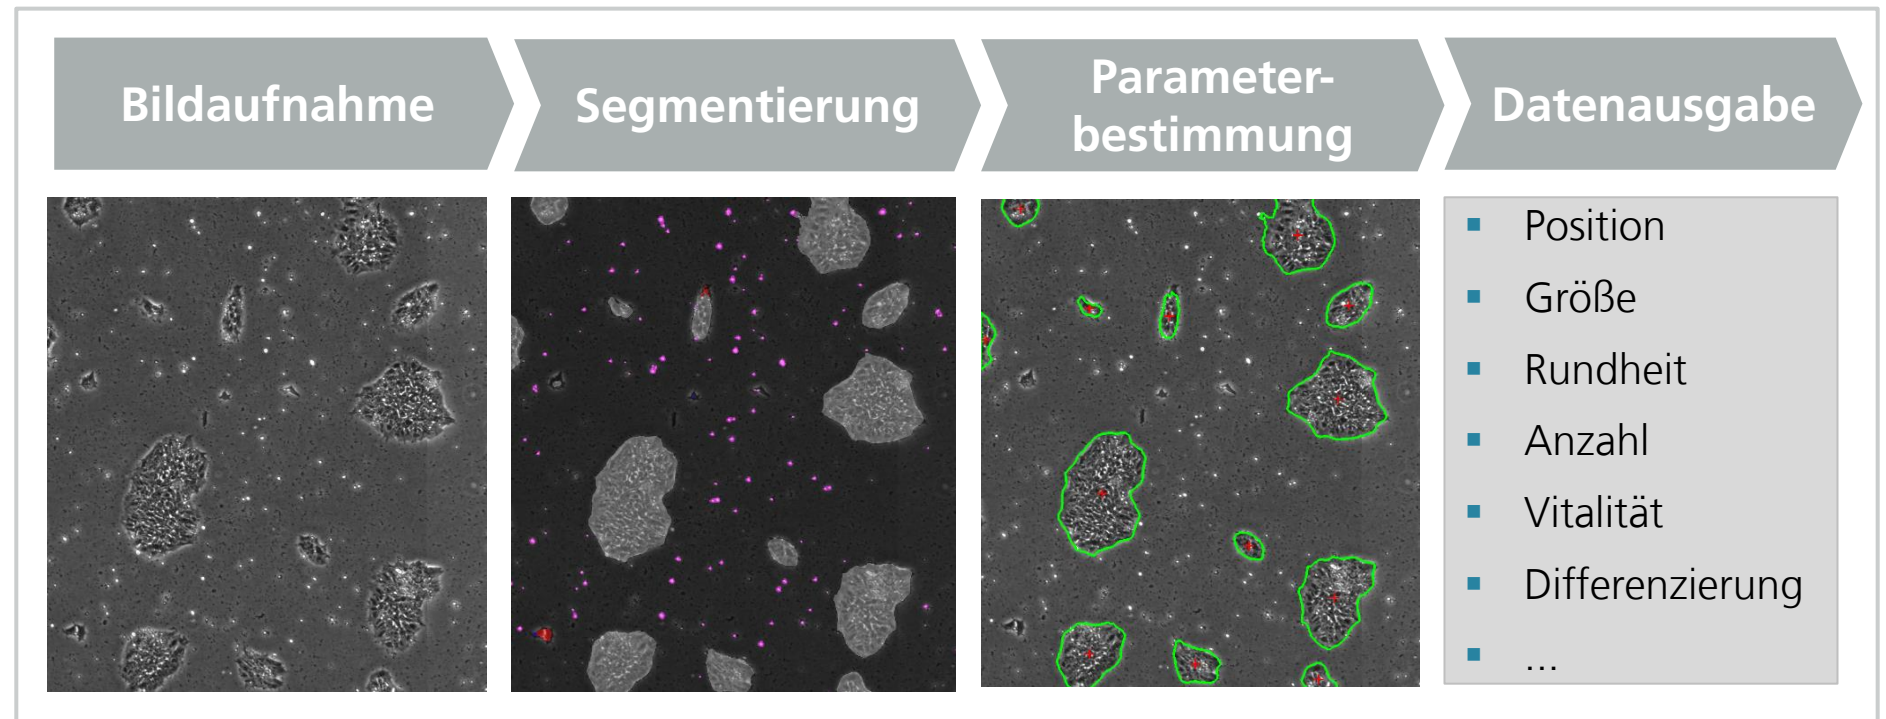 Bildaufnahme
Segmentierung
Parameter-
bestimmung
Datenausgabe
Position
Größe
Rundheit
Anzahl
Vitalität
Differenzierung
...